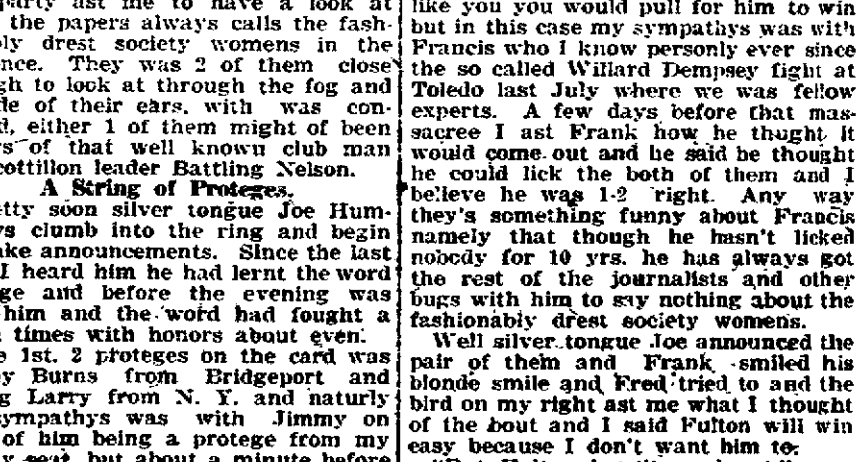 party ast me to have a look at
the papers always calls the fash-
drest society womens in the
They was 2 of them close
to look at through the fog and
of their ears, with was con-
either 1 of them might of been
of that well known club man
leader Battling Nelson.
A String of Proteges.
soon silver tongue Joe Hum-
clumb into the ring and begin
announcements. Since the last
I heard him he had lernt the word
and before the evening was
him and the word had fought a
times with honors about even.
1st. 2 proteges on the card was
Burns from Bridgeport and
Larry from N. Y. and naturly
sympathys was with Jimmy on
of him being a protege from my
seat, but about a minute before
like you you would pull for him to win
but in this case my sympathys was with
Francis who I know personly ever since
the so called Willard Dempsey fight at
Toledo last July where we was fellow
experts. A few days before that mas-
sacree I ast Frank how he thught it
would come out and he said he thought
he could lick the both of them and I
believe he was 1-2 right. Any way
they's something funny about Francis
namely that though he hasn't licked
nobody for 10 yrs. he has always got
the rest of the journalists and other
bugs with him to say nothing about the
fashionably drest society womens.
Well silver tongue Joe announced the
pair of them and Frank smiled his
blonde smile and Fred tried to and the
bird on my right ast me what I thought
of the bout and I said Fulton will win
easy because I don't want him to.